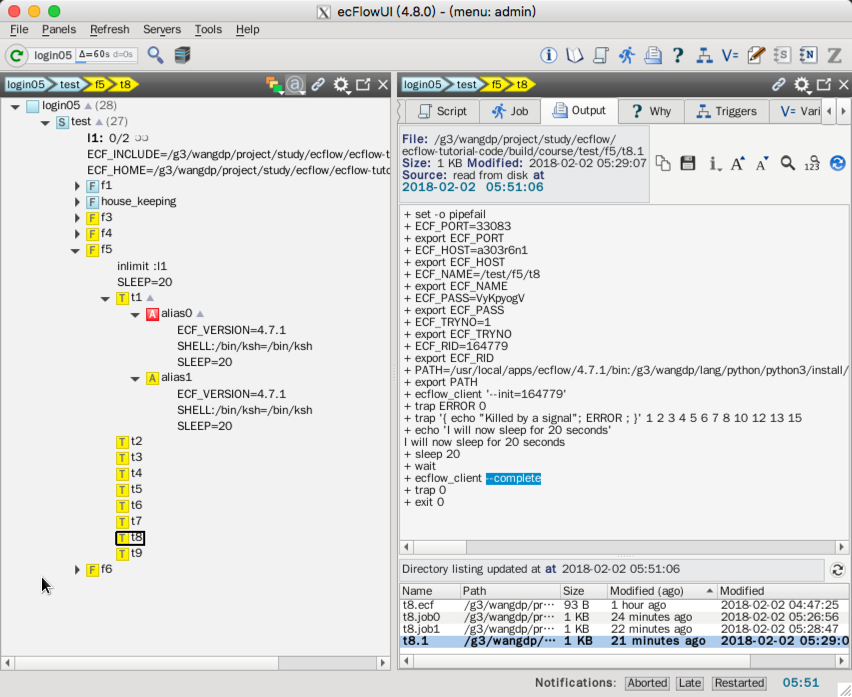 ecFlowUI (4.8.0) - (menu: admin)
File Panels Refresh Servers Tools Help
login05 Δ=60s d=0s
login05 test f5 t8
login05 (28)
test (27)
l1: 0/2
ECF_INCLUDE=/g3/wangdp/project/study/ecflow/ecflow-t
ECF_HOME=/g3/wangdp/project/study/ecflow/ecflow-tuto
f1
house_keeping
f3
f4
f5
inlimit :l1
SLEEP=20
t1
alias0
ECF_VERSION=4.7.1
SHELL:/bin/ksh=/bin/ksh
SLEEP=20
alias1
ECF_VERSION=4.7.1
SHELL:/bin/ksh=/bin/ksh
SLEEP=20
t2
t3
t4
t5
t6
t7
t8
t9
f6
login05 test f5 t8
Script Job Output Why Triggers V= Vari
File: /g3/wangdp/project/study/ecflow/
ecflow-tutorial-code/build/course/test/f5/t8.1
Size: 1 KB Modified: 2018-02-02 05:29:07
Source: read from disk at
2018-02-02 05:51:06
+ set -o pipefail
+ ECF_PORT=33083
+ export ECF_PORT
+ ECF_HOST=a303r6n1
+ export ECF_HOST
+ ECF_NAME=/test/f5/t8
+ export ECF_NAME
+ ECF_PASS=VyKpyogV
+ export ECF_PASS
+ ECF_TRYNO=1
+ export ECF_TRYNO
+ ECF_RID=164779
+ export ECF_RID
+ PATH=/usr/local/apps/ecflow/4.7.1/bin:/g3/wangdp/lang/python/python3/install/
+ export PATH
+ ecflow_client '--init=164779'
+ trap ERROR 0
+ trap '{ echo "Killed by a signal"; ERROR ; }' 1 2 3 4 5 6 7 8 10 12 13 15
+ echo 'I will now sleep for 20 seconds'
I will now sleep for 20 seconds
+ sleep 20
+ wait
+ ecflow_client --complete
+ trap 0
+ exit 0
Directory listing updated at at 2018-02-02 05:51:06
Name Path Size Modified (ago) Modified
t8.ecf /g3/wangdp/pr··· 93 B 1 hour ago 2018-02-02 04:47:25
t8.job0 /g3/wangdp/pr··· 1 KB 24 minutes ago 2018-02-02 05:26:56
t8.job1 /g3/wangdp/pr··· 1 KB 22 minutes ago 2018-02-02 05:28:47
t8.1 /g3/wangdp/··· 1 KB 21 minutes ago 2018-02-02 05:29:0
Notifications: Aborted Late Restarted 05:51